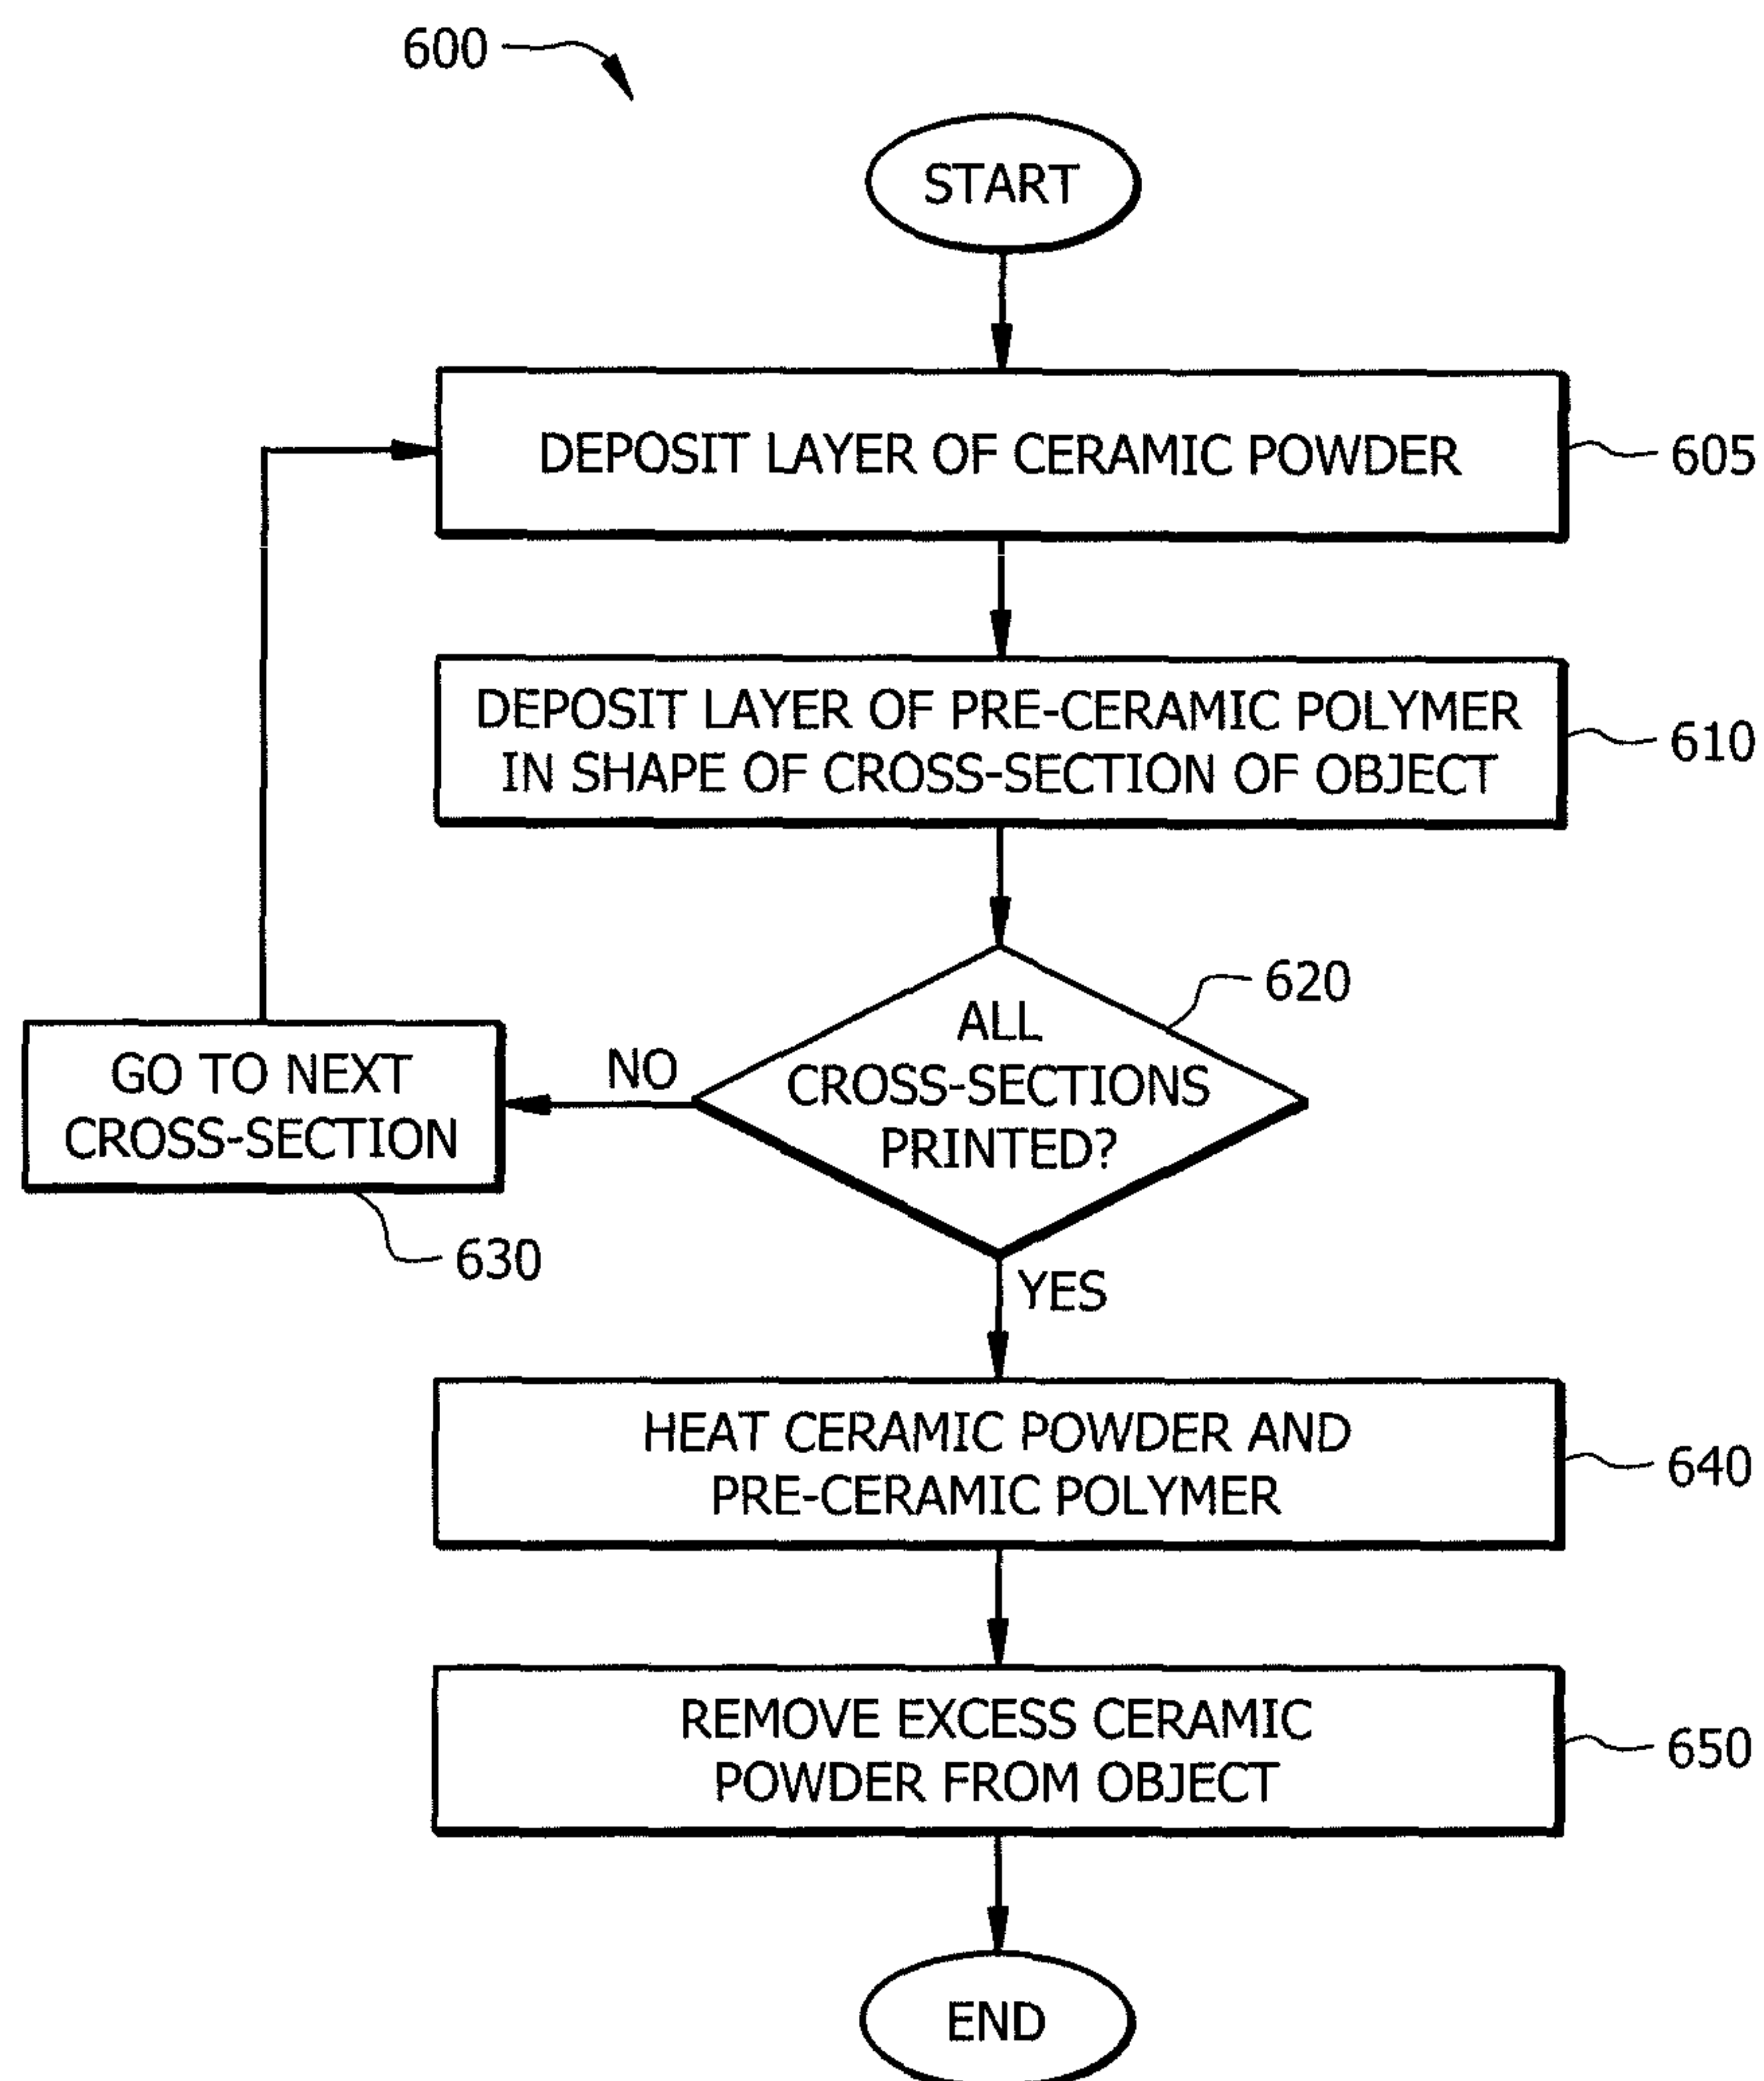 600
START
DEPOSIT LAYER OF CERAMIC POWDER
605
DEPOSIT LAYER OF PRE-CERAMIC POLYMER
IN SHAPE OF CROSS-SECTION OF OBJECT
610
ALL
CROSS-SECTIONS
PRINTED?
620
NO
GO TO NEXT
CROSS-SECTION
630
YES
HEAT CERAMIC POWDER AND
PRE-CERAMIC POLYMER
640
REMOVE EXCESS CERAMIC
POWDER FROM OBJECT
650
END